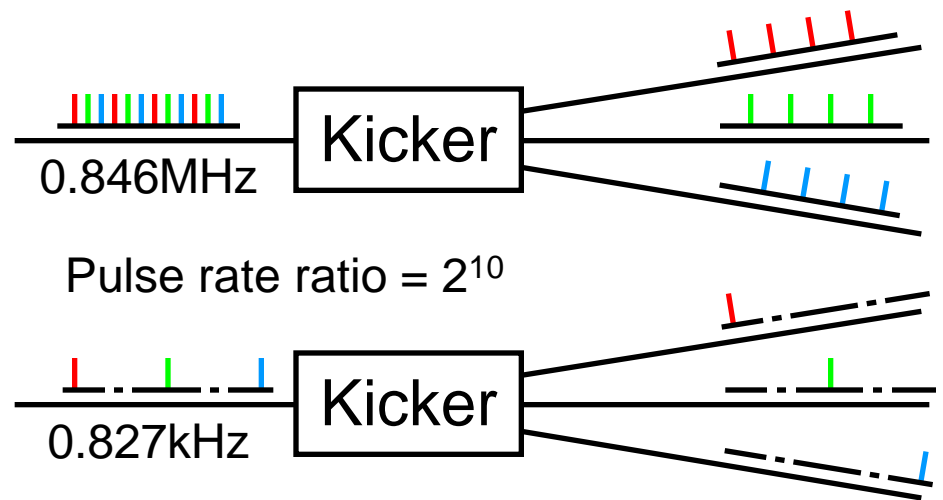 Kicker
0.846MHz
Pulse rate ratio = 2¹⁰
Kicker
0.827kHz